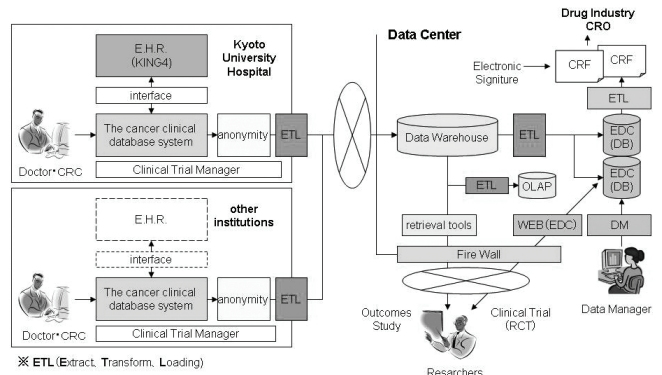 Drug Industry
CRO
E.H.R.
(KING4)
Kyoto
University
Hospital
Data Center
CRF
CRF
Electronic
Signiture
interface
ETL
The cancer clinical
database system
anonymity
ETL
Data Warehouse
ETL
EDC
(DB)
Doctor・CRC
Clinical Trial Manager
EDC
(DB)
ETL
OLAP
E.H.R.
other
institutions
retrieval tools
WEB(EDC)
DM
interface
Fire Wall
The cancer clinical
database system
anonymity
ETL
Data Manager
Outcomes
Study
Clinical Trial
(RCT)
Doctor・CRC
Clinical Trial Manager
※ ETL(Extract, Transform, Loading)
Rasearchers